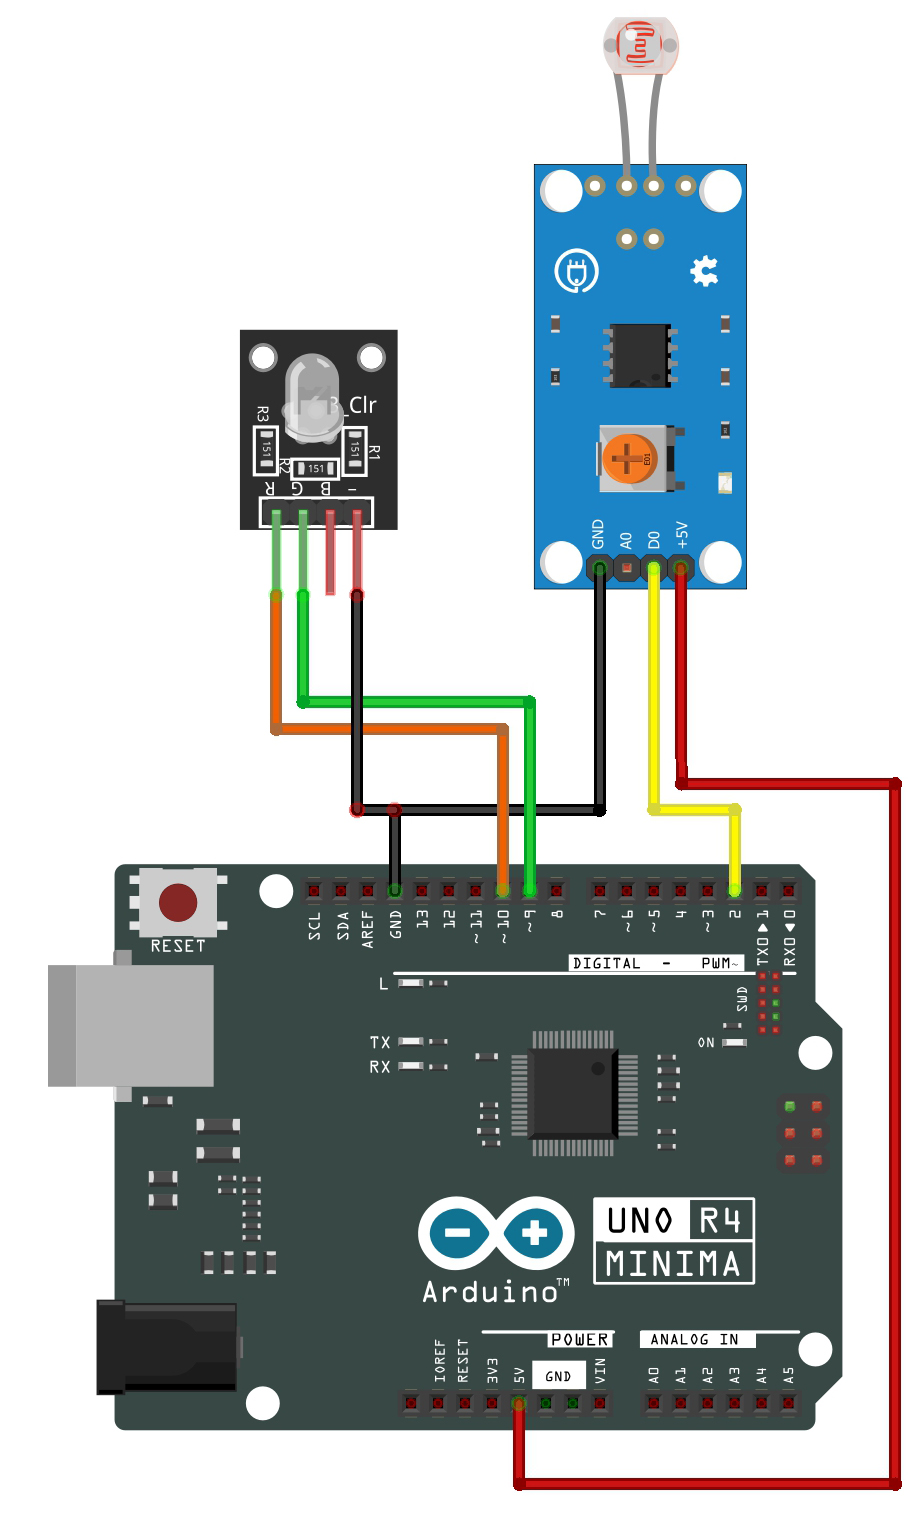 B_Clr
R3
R1
R2
151
151
151
R G B -
GND
A0
D0
+5V
E01
RESET
SCL
SDA
AREF
GND
13
12
~11
~10
~9
8
7
~6
~5
4
~3
2
TX0▶1
RX0◀0
DIGITAL - PWM~
L
TX
RX
SWD
ON
UNO R4
MINIMA
Arduino™
POWER
ANALOG IN
IOREF
RESET
3V3
5V
GND
VIN
A0
A1
A2
A3
A4
A5